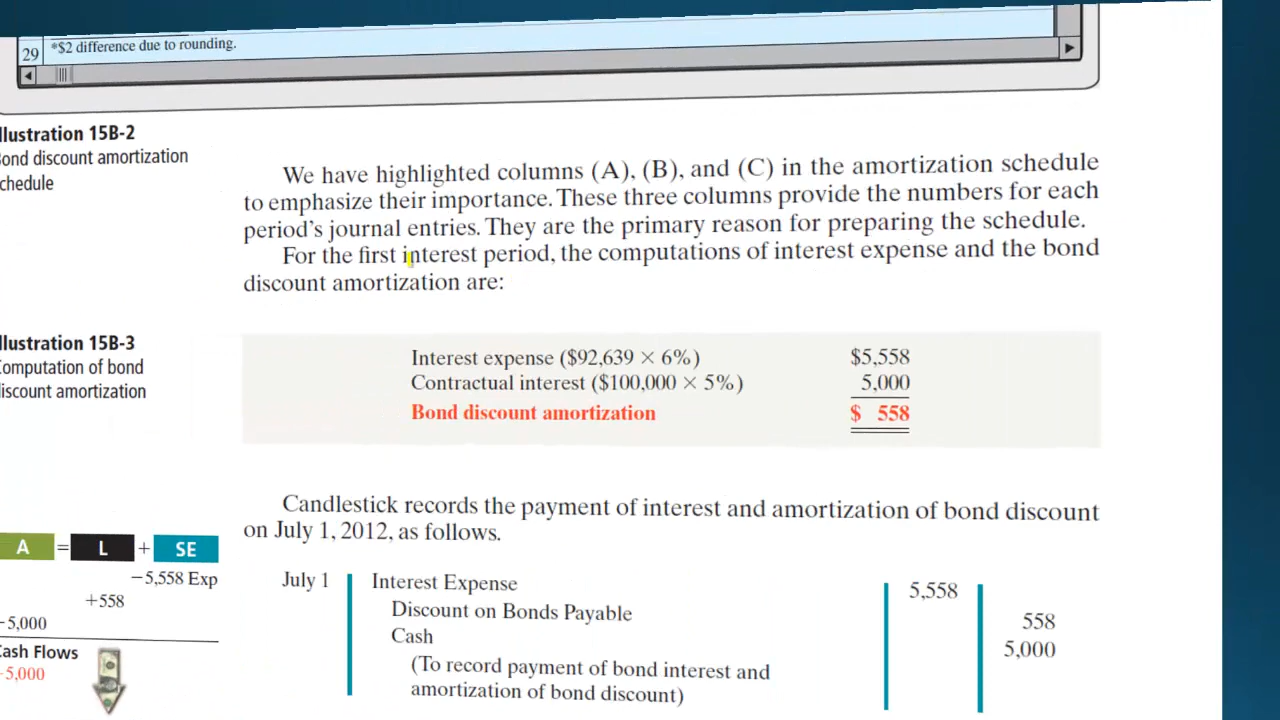 29 *$2 difference due to rounding.
llustration 15B-2
ond discount amortization
chedule
We have highlighted columns (A), (B), and (C) in the amortization schedule
to emphasize their importance. These three columns provide the numbers for each
period's journal entries. They are the primary reason for preparing the schedule.
For the first interest period, the computations of interest expense and the bond
discount amortization are:
llustration 15B-3
omputation of bond
iscount amortization
Interest expense ($92,639 × 6%) $5,558
Contractual interest ($100,000 × 5%) 5,000
Bond discount amortization $ 558
Candlestick records the payment of interest and amortization of bond discount
on July 1, 2012, as follows.
A = L + SE
−5,558 Exp
+558
−5,000
ash Flows
−5,000
July 1 Interest Expense 5,558
Discount on Bonds Payable 558
Cash 5,000
(To record payment of bond interest and
amortization of bond discount)